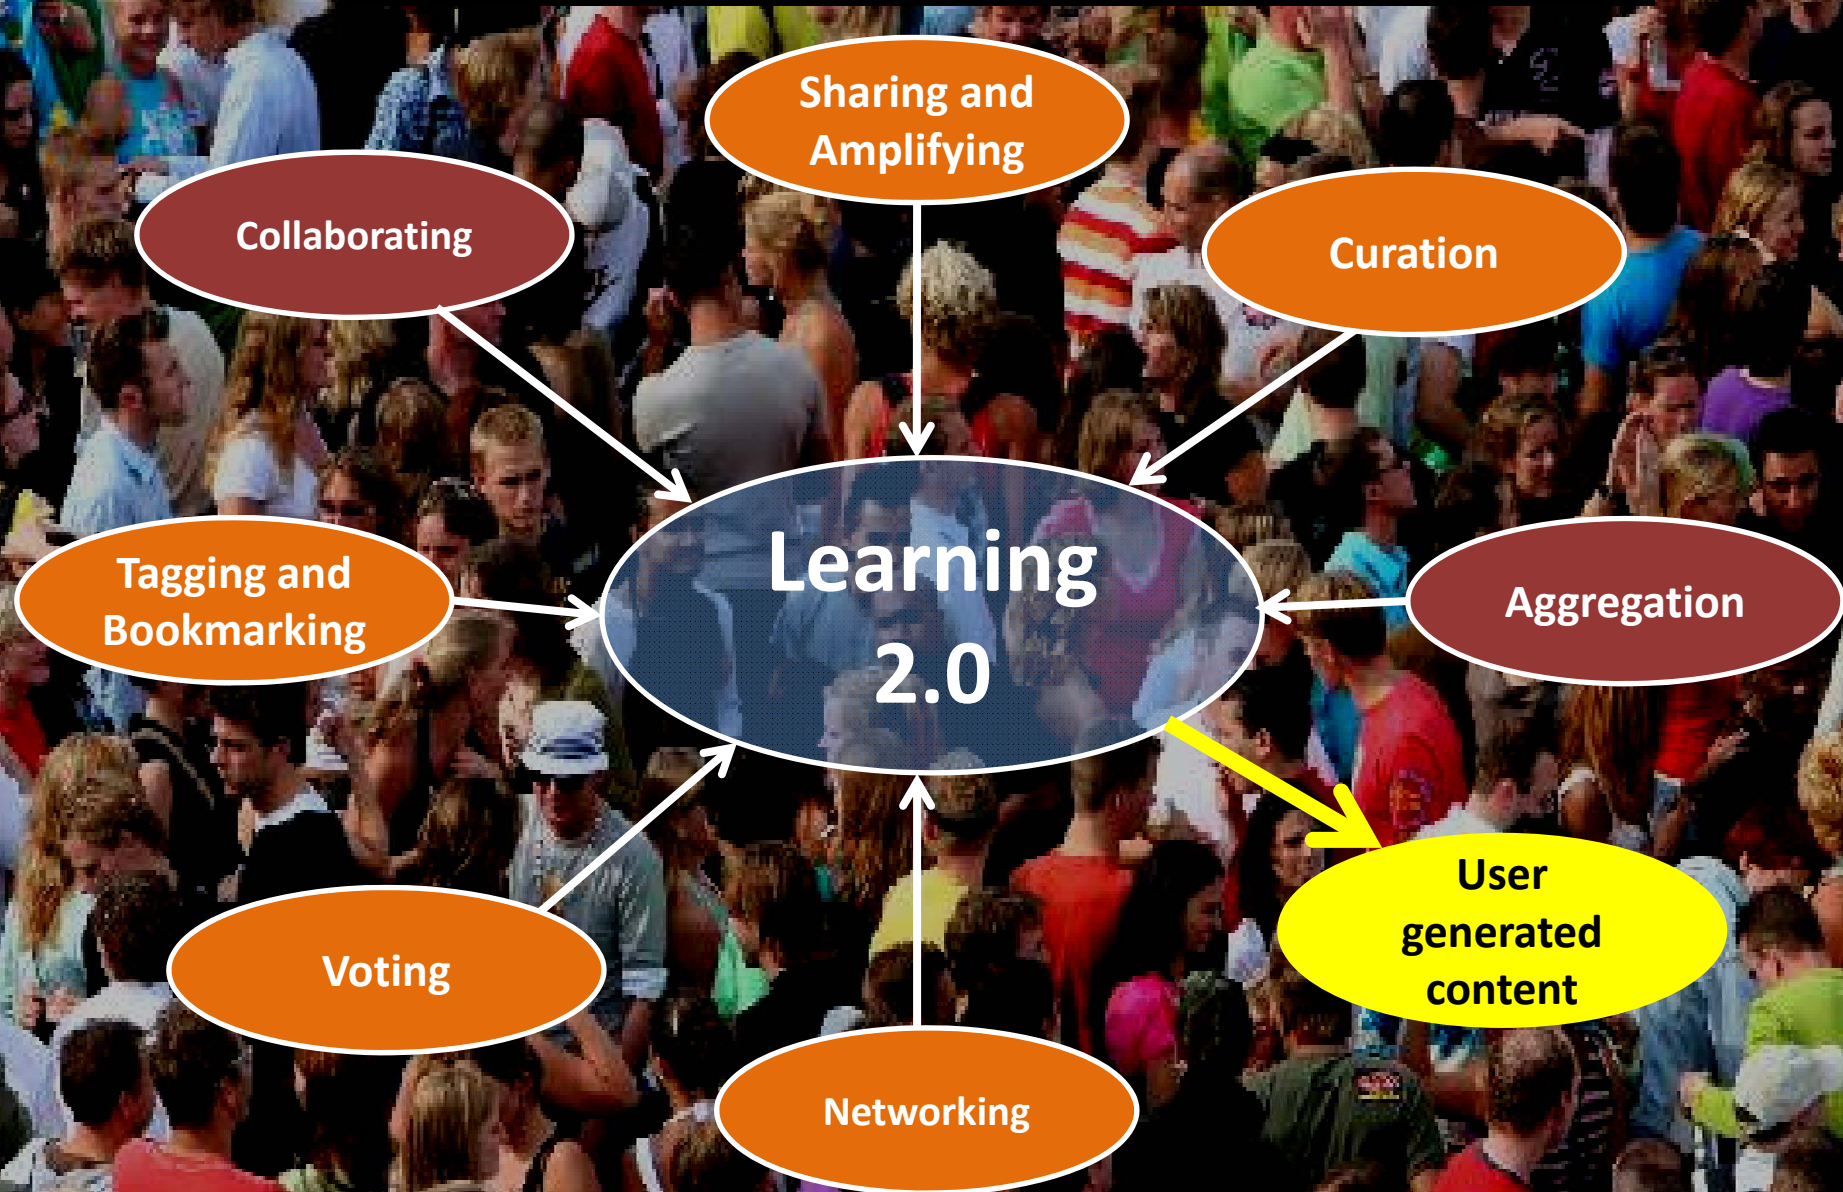 Sharing and
Amplifying
Collaborating
Curation
Learning
2.0
Tagging and
Bookmarking
Aggregation
User
generated
content
Voting
Networking